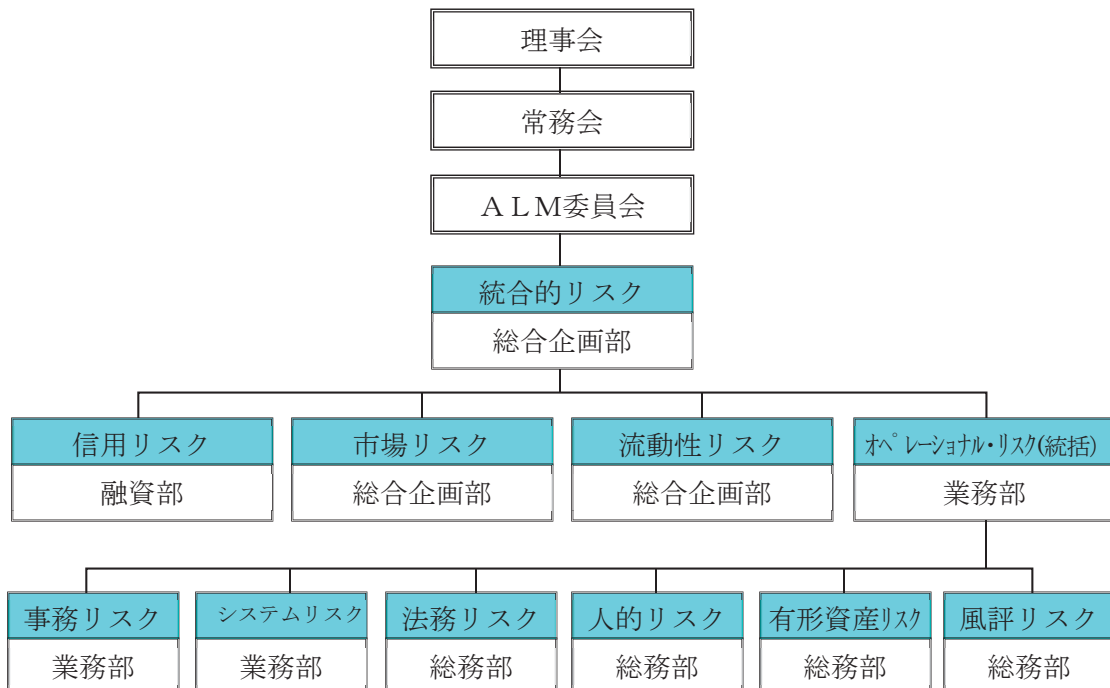 理事会
常務会
ＡＬＭ委員会
統合的リスク
総合企画部
信用リスク
市場リスク
流動性リスク
ｵﾍﾟﾚｰｼｮﾅﾙ・ﾘｽｸ(統括)
融資部
総合企画部
総合企画部
業務部
事務リスク
システムリスク
法務リスク
人的リスク
有形資産ﾘｽｸ
風評リスク
業務部
業務部
総務部
総務部
総務部
総務部